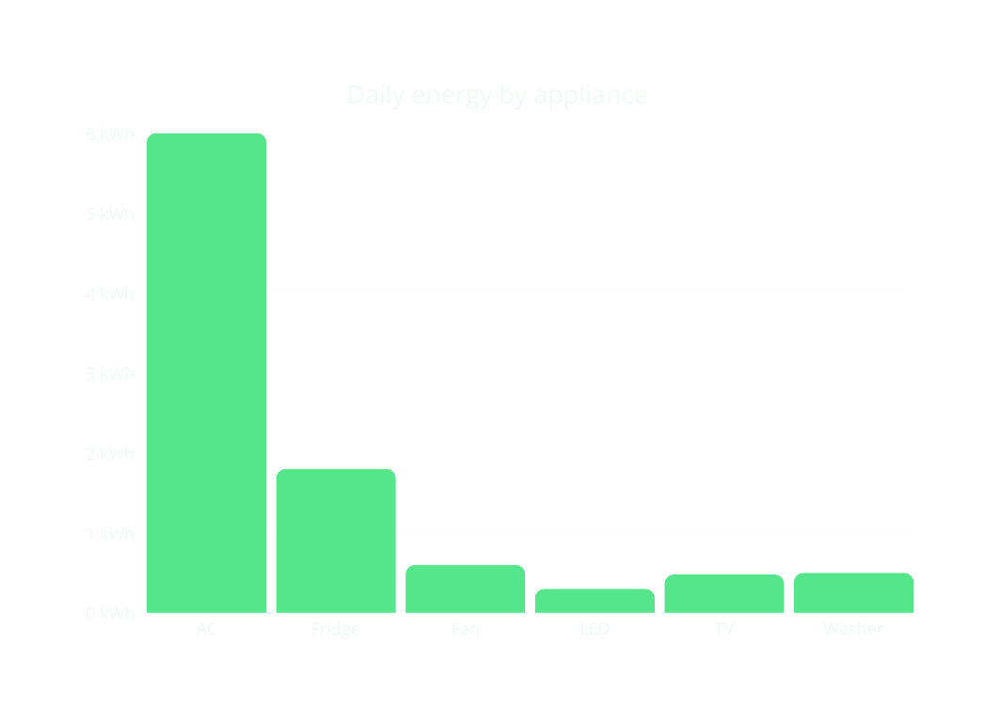 Daily energy by appliance
6 kWh
5 kWh
4 kWh
3 kWh
2 kWh
1 kWh
0 kWh
AC Fridge Fan LED TV Washer